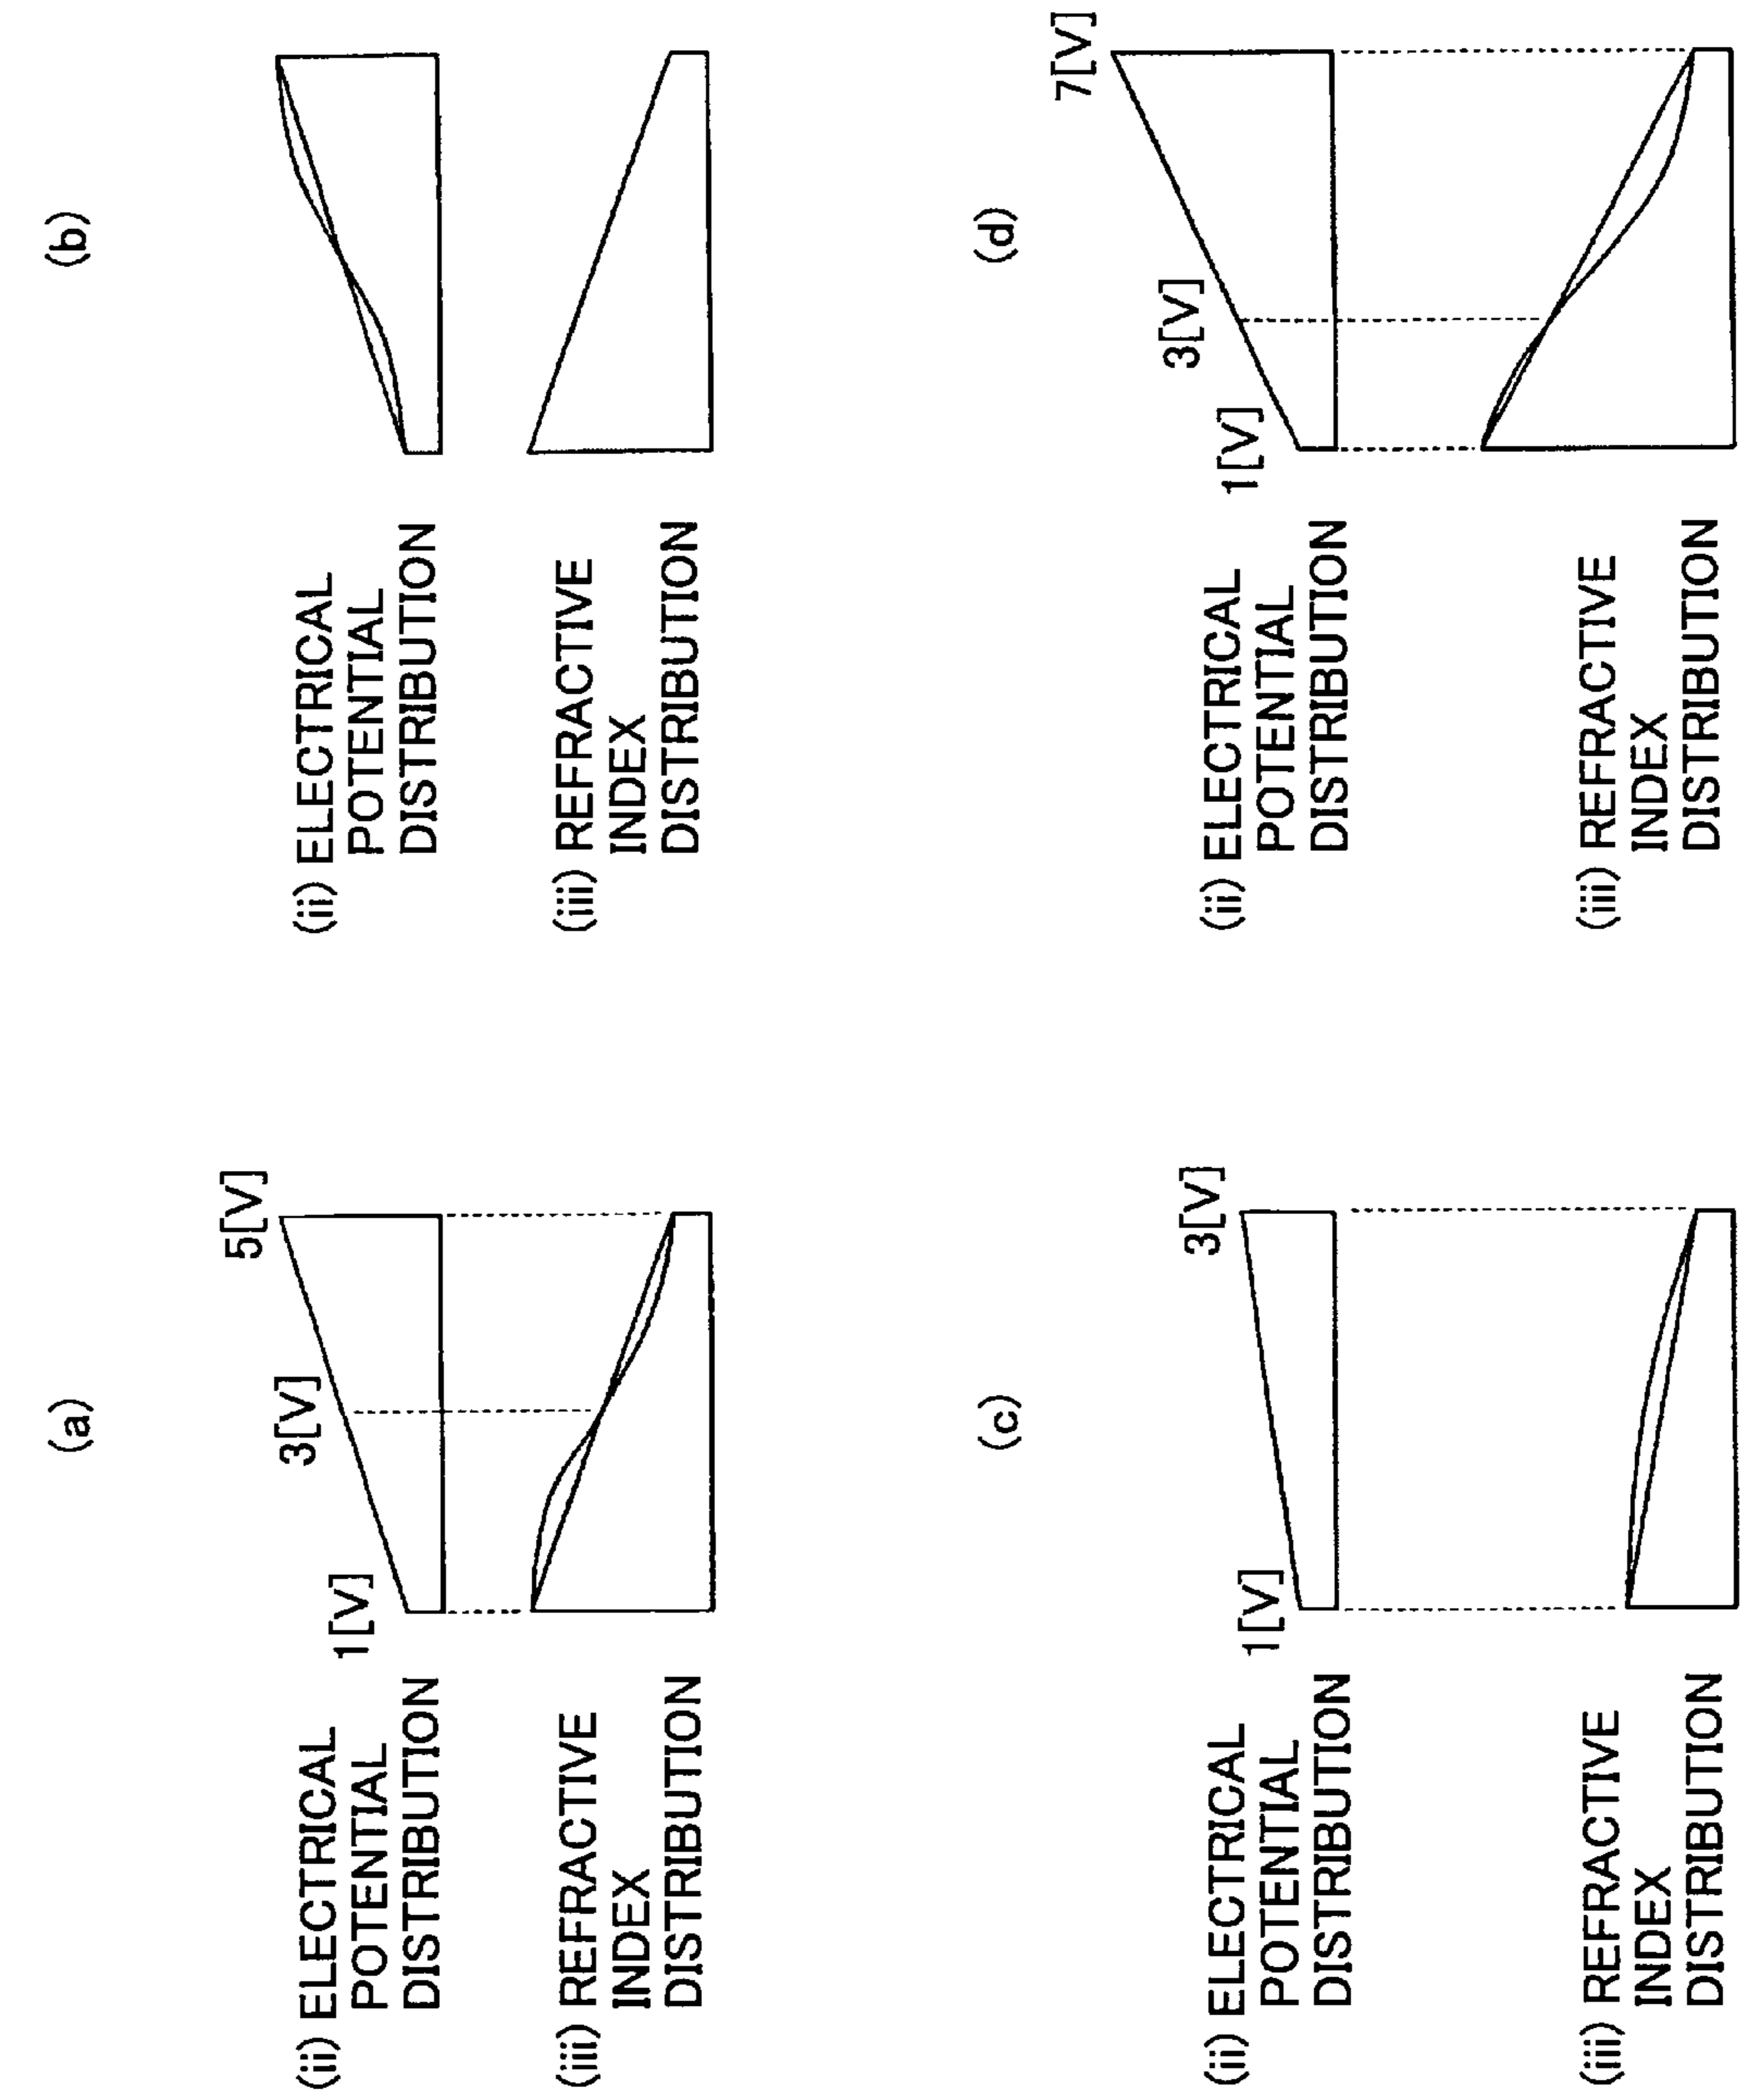 (a)
5[V]
3[V]
1[V]
(ii) ELECTRICAL
POTENTIAL
DISTRIBUTION
(iii) REFRACTIVE
INDEX
DISTRIBUTION
(b)
(ii) ELECTRICAL
POTENTIAL
DISTRIBUTION
(iii) REFRACTIVE
INDEX
DISTRIBUTION
(c)
3[V]
1[V]
(ii) ELECTRICAL
POTENTIAL
DISTRIBUTION
(iii) REFRACTIVE
INDEX
DISTRIBUTION
(d)
7[V]
3[V]
1[V]
(ii) ELECTRICAL
POTENTIAL
DISTRIBUTION
(iii) REFRACTIVE
INDEX
DISTRIBUTION